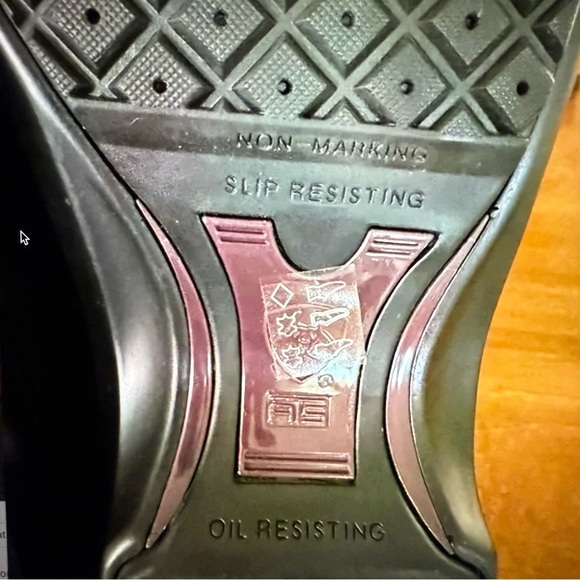 NON-MARKING
SLIP RESISTING
®
OIL RESISTING